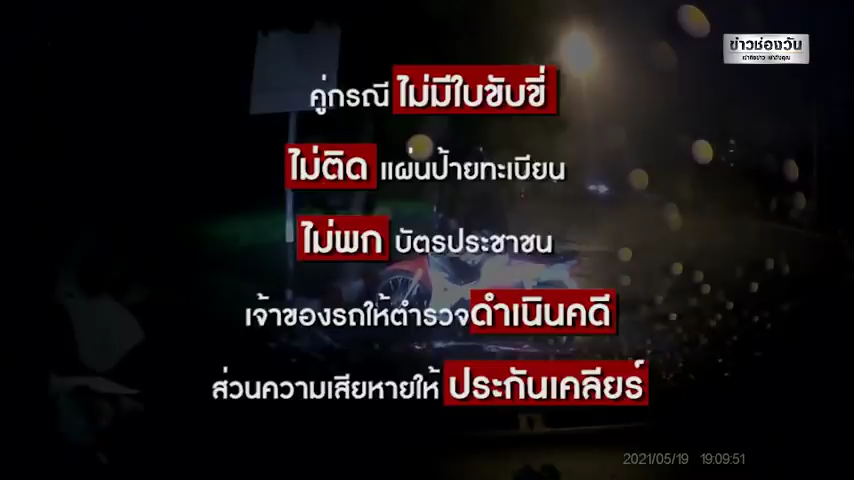 ข่าวช่องวัน
คู่กรณี ไม่มีใบขับขี่
ไม่ติด แผ่นป้ายทะเบียน
ไม่พก บัตรประชาชน
เจ้าของรถให้ตำรวจดำเนินคดี
ส่วนความเสียหายให้ ประกันเคลียร์
2021/05/19 19:09:51